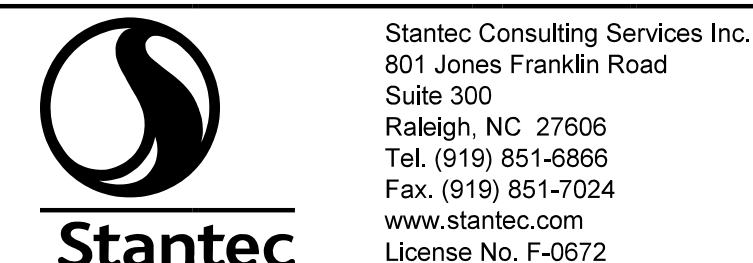 Stantec Consulting Services Inc.
801 Jones Franklin Road
Suite 300
Raleigh, NC  27606
Tel. (919) 851-6866
Fax. (919) 851-7024
www.stantec.com
License No. F-0672
Stantec